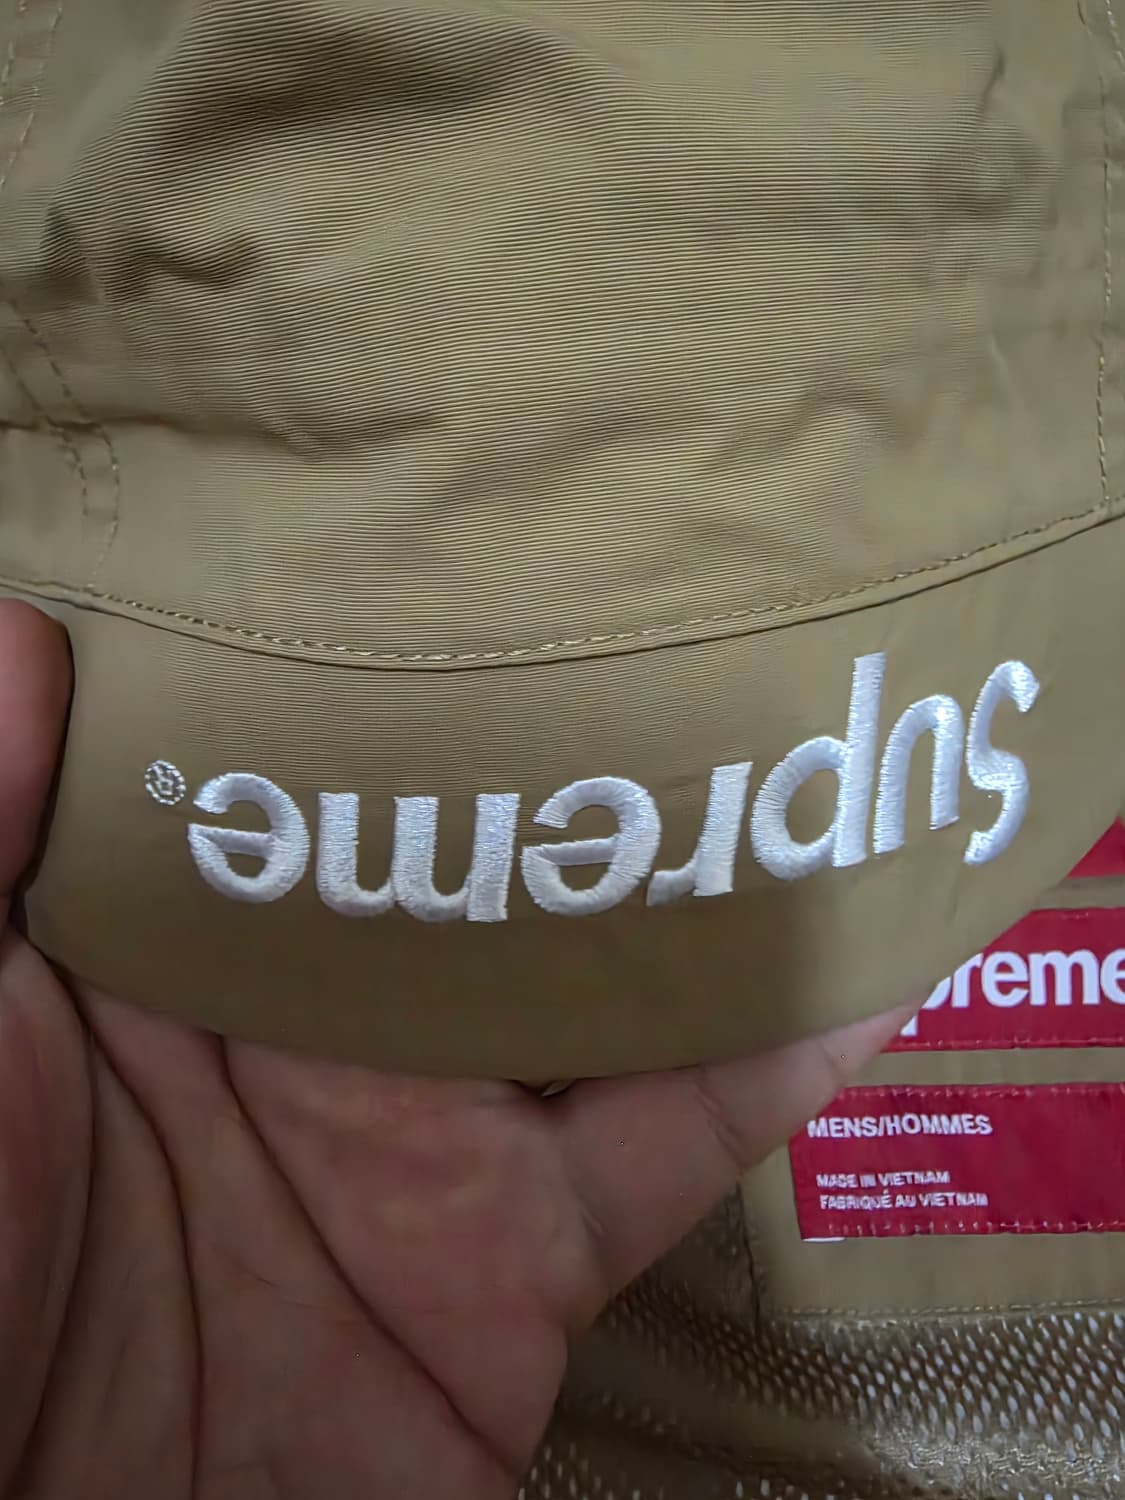 Supreme®
preme
MENS/HOMMES
MADE IN VIETNAM
FABRIQUÉ AU VIETNAM